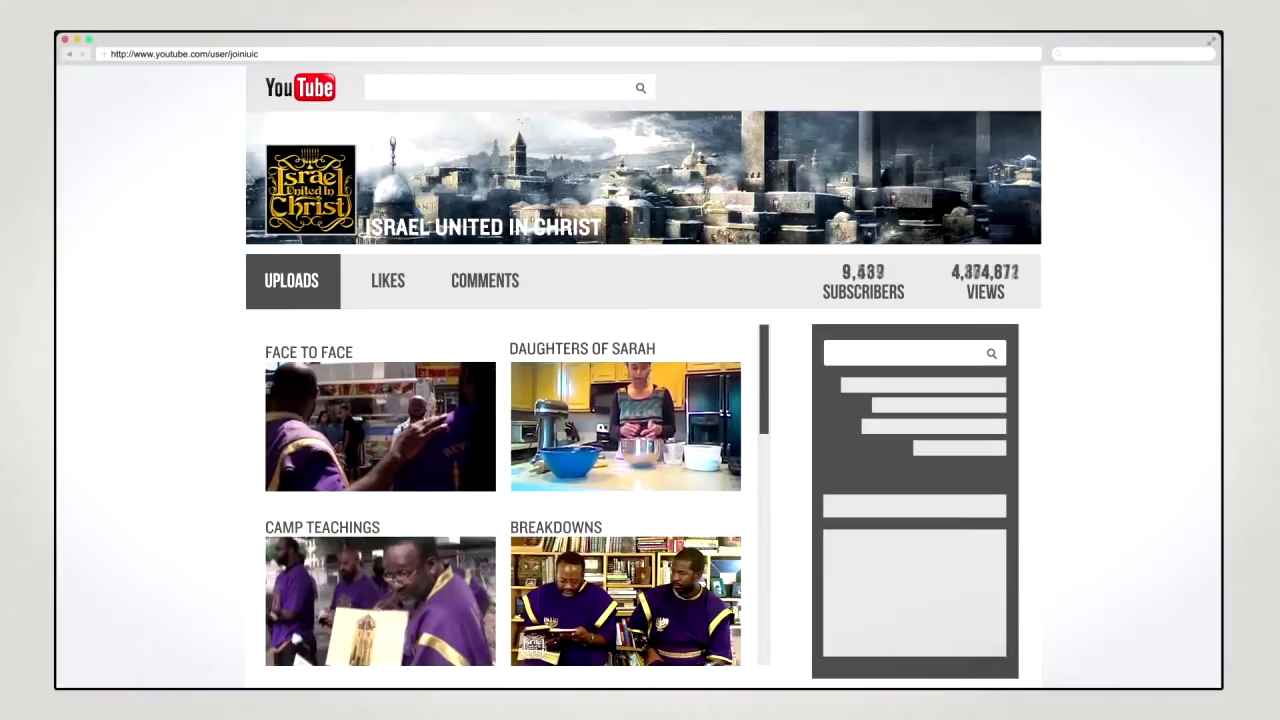 http://www.youtube.com/user/joiniuic
YouTube
Israel
United In
Christ
ISRAEL UNITED IN CHRIST
UPLOADS
LIKES
COMMENTS
SUBSCRIBERS
VIEWS
FACE TO FACE
DAUGHTERS OF SARAH
CAMP TEACHINGS
BREAKDOWNS